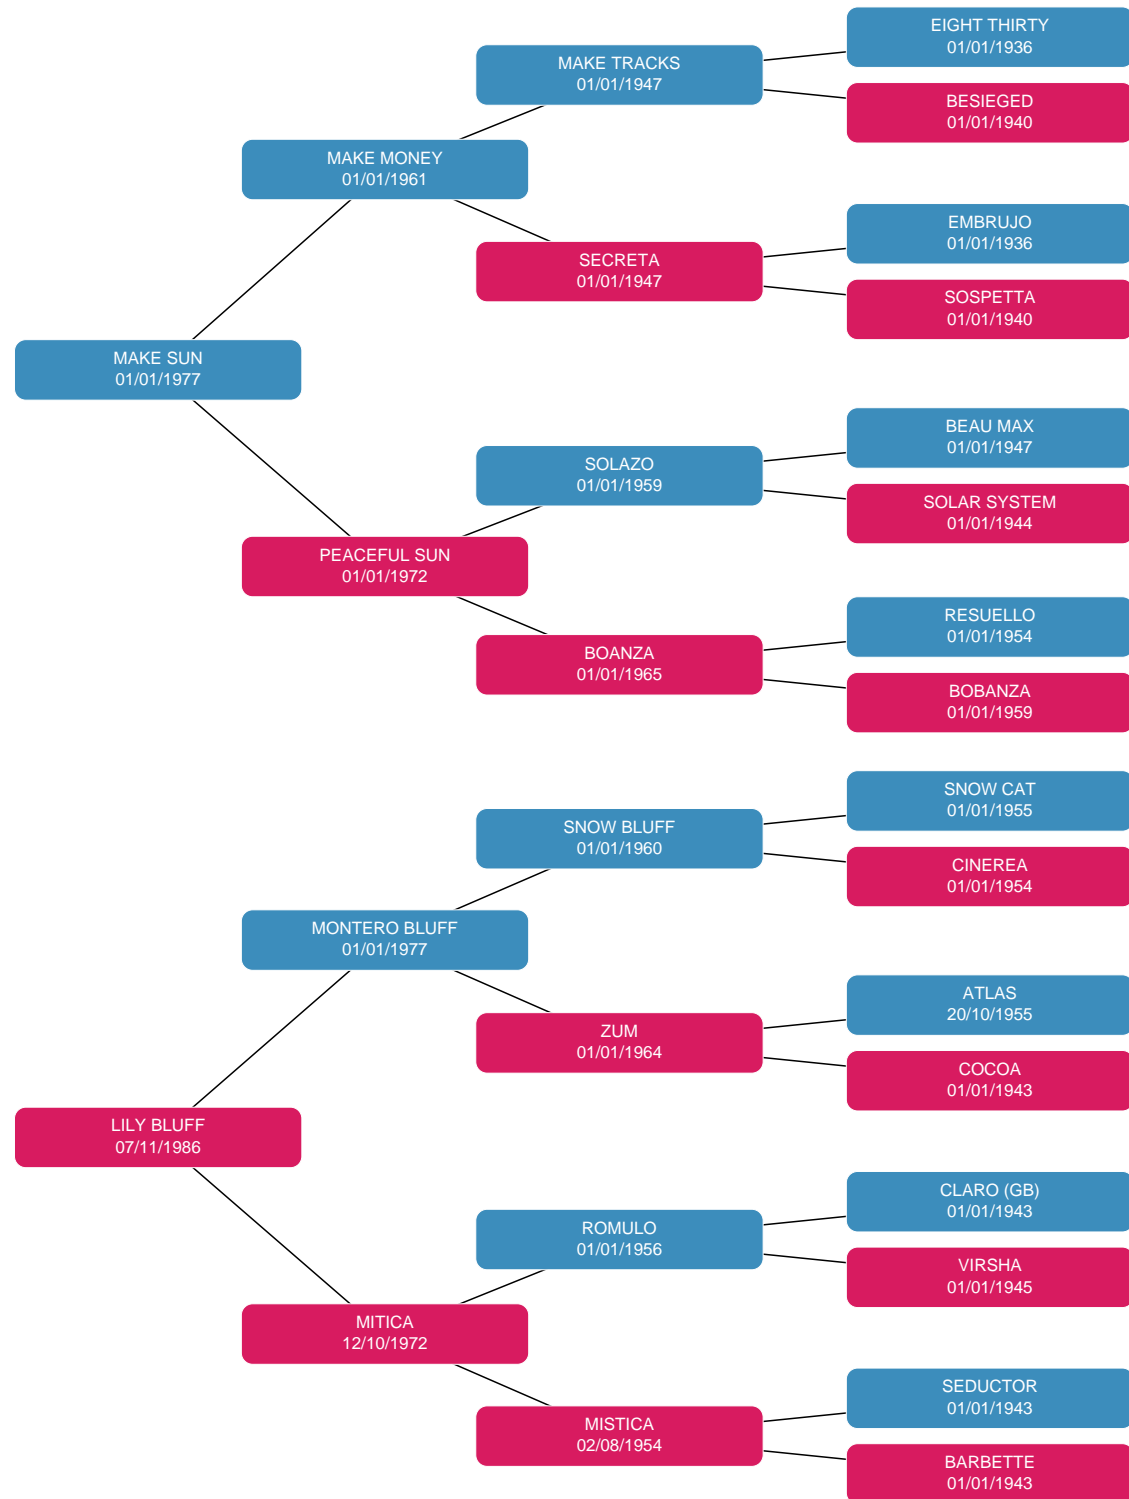 EIGHT THIRTY
01/01/1936
MAKE TRACKS
01/01/1947
BESIEGED
01/01/1940
MAKE MONEY
01/01/1961
EMBRUJO
01/01/1936
SECRETA
01/01/1947
SOSPETTA
01/01/1940
MAKE SUN
01/01/1977
BEAU MAX
01/01/1947
SOLAZO
01/01/1959
SOLAR SYSTEM
01/01/1944
PEACEFUL SUN
01/01/1972
RESUELLO
01/01/1954
BOANZA
01/01/1965
BOBANZA
01/01/1959
SNOW CAT
01/01/1955
SNOW BLUFF
01/01/1960
CINEREA
01/01/1954
MONTERO BLUFF
01/01/1977
ATLAS
20/10/1955
ZUM
01/01/1964
COCOA
01/01/1943
LILY BLUFF
07/11/1986
CLARO (GB)
01/01/1943
ROMULO
01/01/1956
VIRSHA
01/01/1945
MITICA
12/10/1972
SEDUCTOR
01/01/1943
MISTICA
02/08/1954
BARBETTE
01/01/1943